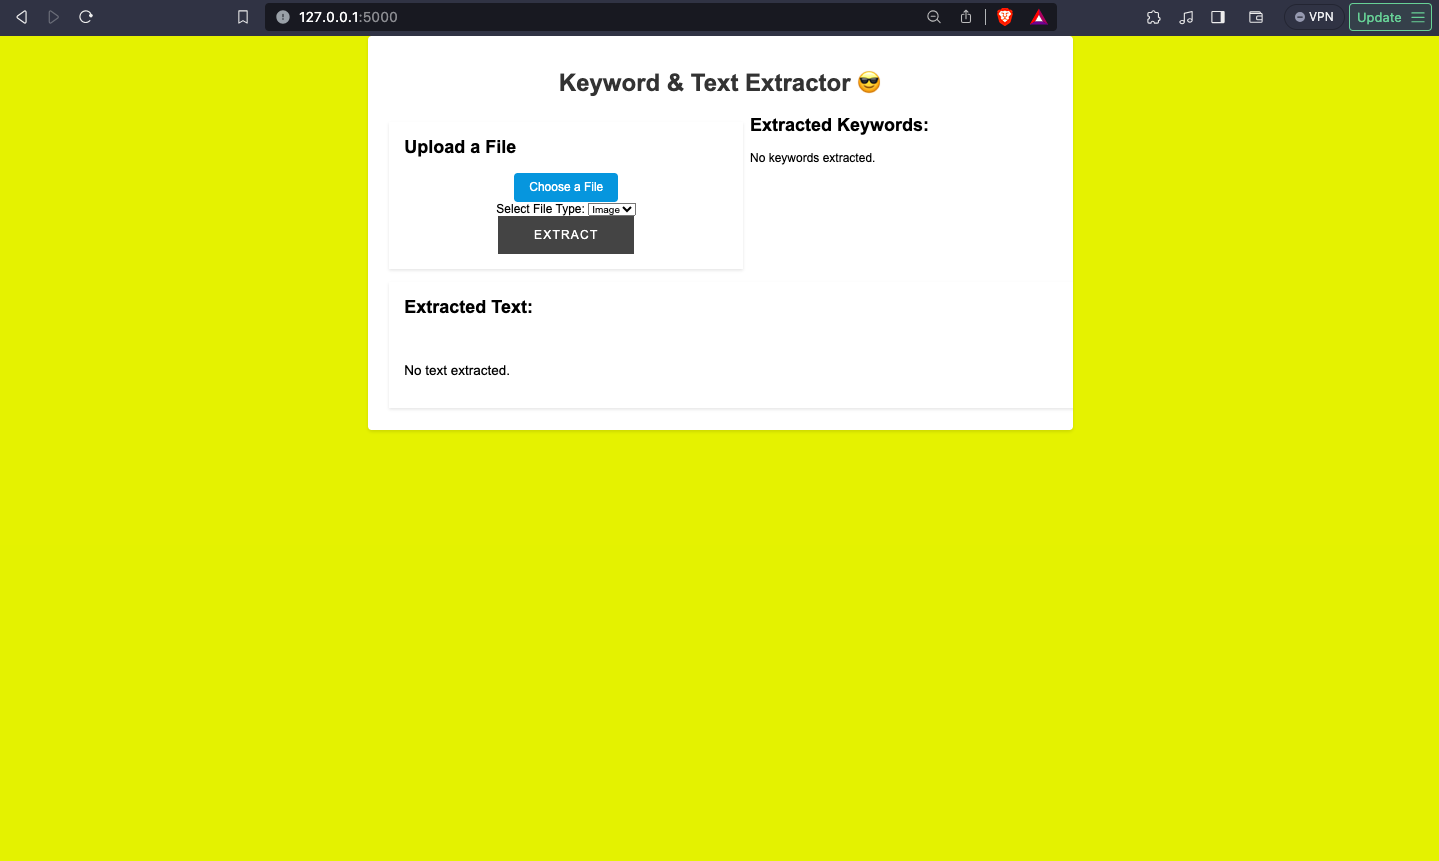 127.0.0.1:5000
VPN
Update
Keyword & Text Extractor 😎
Upload a File
Choose a File
Select File Type: Image
EXTRACT
Extracted Keywords:
No keywords extracted.
Extracted Text:
No text extracted.